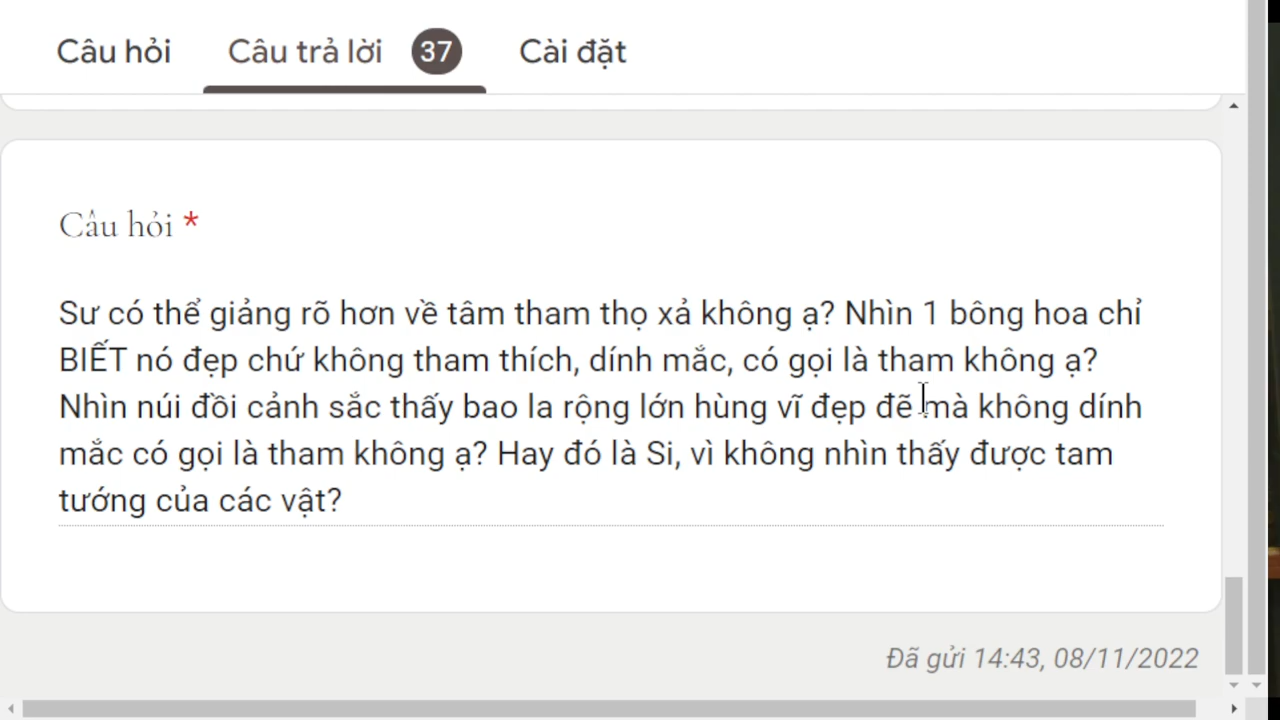 Câu hỏi Câu trả lời 37 Cài đặt
Câu hỏi *
Sư có thể giảng rõ hơn về tâm tham thọ xả không ạ? Nhìn 1 bông hoa chỉ
BIẾT nó đẹp chứ không tham thích, dính mắc, có gọi là tham không ạ?
Nhìn núi đồi cảnh sắc thấy bao la rộng lớn hùng vĩ đẹp đẽ mà không dính
mắc có gọi là tham không ạ? Hay đó là Si, vì không nhìn thấy được tam
tướng của các vật?
Đã gửi 14:43, 08/11/2022